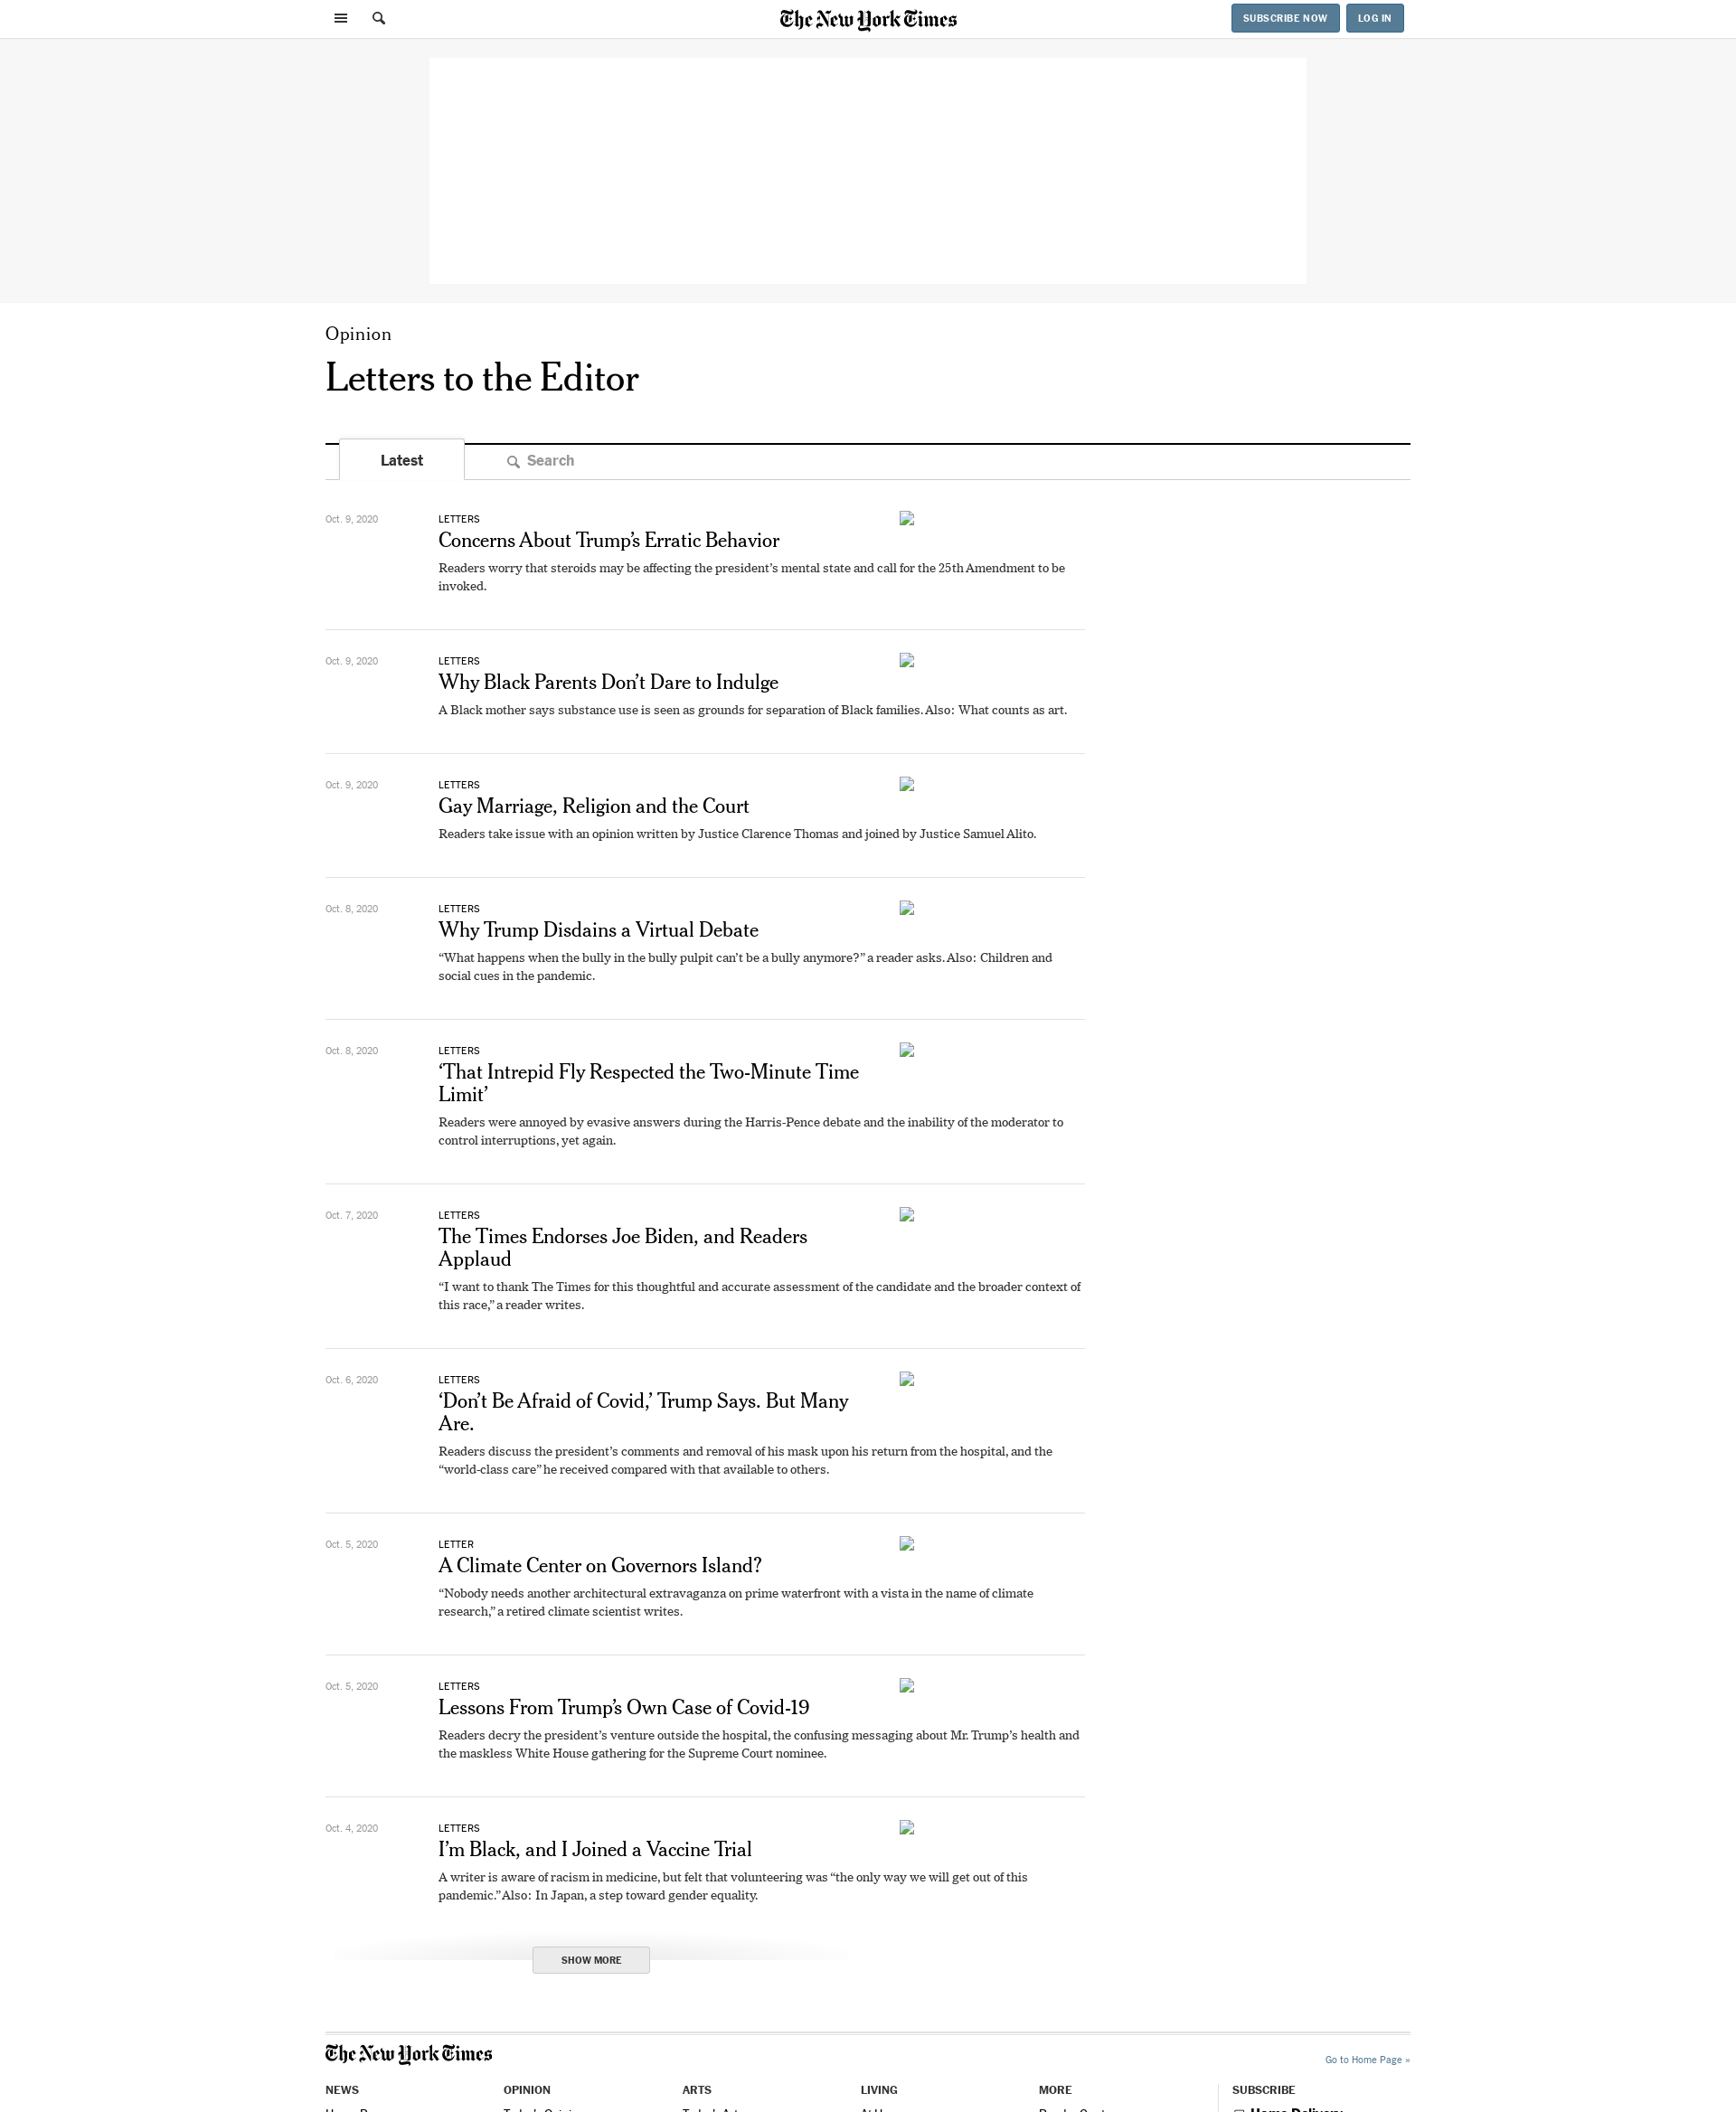 The New York Times
SUBSCRIBE NOW
LOG IN
Opinion
Letters to the Editor
Latest
Search
Oct. 9, 2020
LETTERS
Concerns About Trump’s Erratic Behavior
Readers worry that steroids may be affecting the president’s mental state and call for the 25th Amendment to be
invoked.
Oct. 9, 2020
LETTERS
Why Black Parents Don’t Dare to Indulge
A Black mother says substance use is seen as grounds for separation of Black families. Also: What counts as art.
Oct. 9, 2020
LETTERS
Gay Marriage, Religion and the Court
Readers take issue with an opinion written by Justice Clarence Thomas and joined by Justice Samuel Alito.
Oct. 8, 2020
LETTERS
Why Trump Disdains a Virtual Debate
“What happens when the bully in the bully pulpit can’t be a bully anymore?” a reader asks. Also: Children and
social cues in the pandemic.
Oct. 8, 2020
LETTERS
‘That Intrepid Fly Respected the Two-Minute Time
Limit’
Readers were annoyed by evasive answers during the Harris-Pence debate and the inability of the moderator to
control interruptions, yet again.
Oct. 7, 2020
LETTERS
The Times Endorses Joe Biden, and Readers
Applaud
“I want to thank The Times for this thoughtful and accurate assessment of the candidate and the broader context of
this race,” a reader writes.
Oct. 6, 2020
LETTERS
‘Don’t Be Afraid of Covid,’ Trump Says. But Many
Are.
Readers discuss the president’s comments and removal of his mask upon his return from the hospital, and the
“world-class care” he received compared with that available to others.
Oct. 5, 2020
LETTER
A Climate Center on Governors Island?
“Nobody needs another architectural extravaganza on prime waterfront with a vista in the name of climate
research,” a retired climate scientist writes.
Oct. 5, 2020
LETTERS
Lessons From Trump’s Own Case of Covid-19
Readers decry the president’s venture outside the hospital, the confusing messaging about Mr. Trump’s health and
the maskless White House gathering for the Supreme Court nominee.
Oct. 4, 2020
LETTERS
I’m Black, and I Joined a Vaccine Trial
A writer is aware of racism in medicine, but felt that volunteering was “the only way we will get out of this
pandemic.” Also: In Japan, a step toward gender equality.
SHOW MORE
The New York Times
Go to Home Page »
NEWS
OPINION
ARTS
LIVING
MORE
SUBSCRIBE